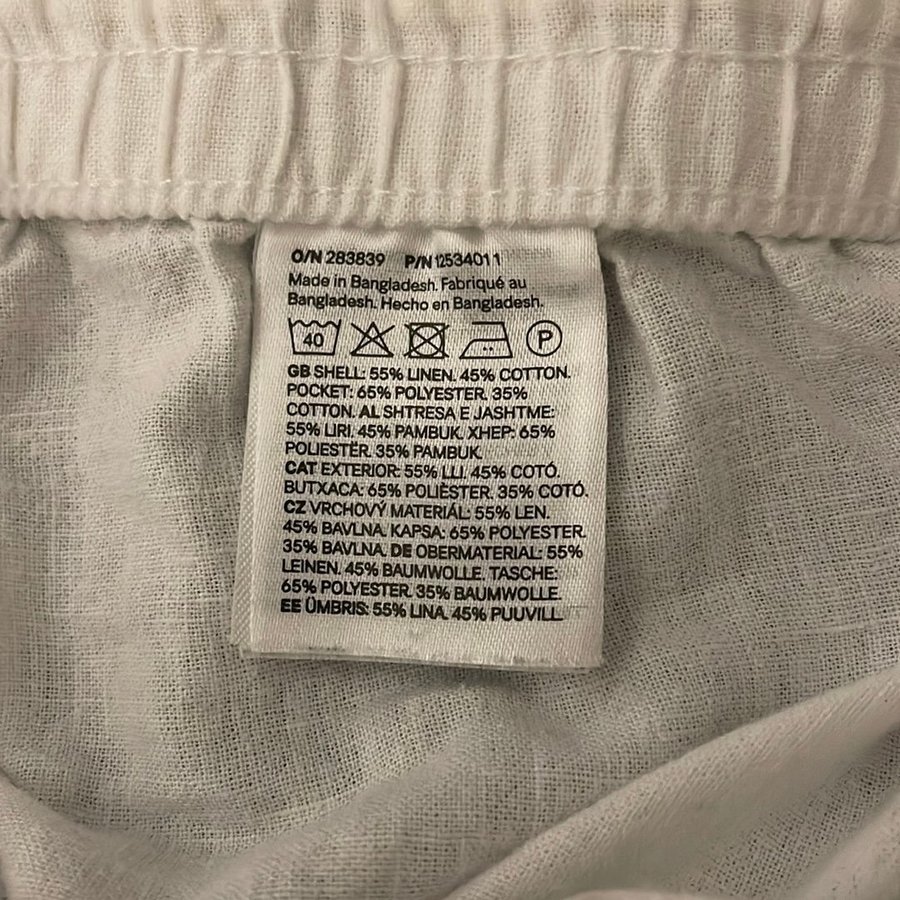 O/N 283839 P/N 12534011
Made in Bangladesh. Fabriqué au
Bangladesh. Hecho en Bangladesh.
40 P
GB SHELL: 55% LINEN. 45% COTTON.
POCKET: 65% POLYESTER. 35%
COTTON. AL SHTRESA E JASHTME:
55% LIRI. 45% PAMBUK. XHEP: 65%
POLIESTËR. 35% PAMBUK.
CAT EXTERIOR: 55% LLI. 45% COTÓ.
BUTXACA: 65% POLIÈSTER. 35% COTÓ.
CZ VRCHOVÝ MATERIÁL: 55% LEN.
45% BAVLNA. KAPSA: 65% POLYESTER.
35% BAVLNA. DE OBERMATERIAL: 55%
LEINEN. 45% BAUMWOLLE. TASCHE:
65% POLYESTER. 35% BAUMWOLLE.
EE ÜMBRIS: 55% LINA. 45% PUUVILL.